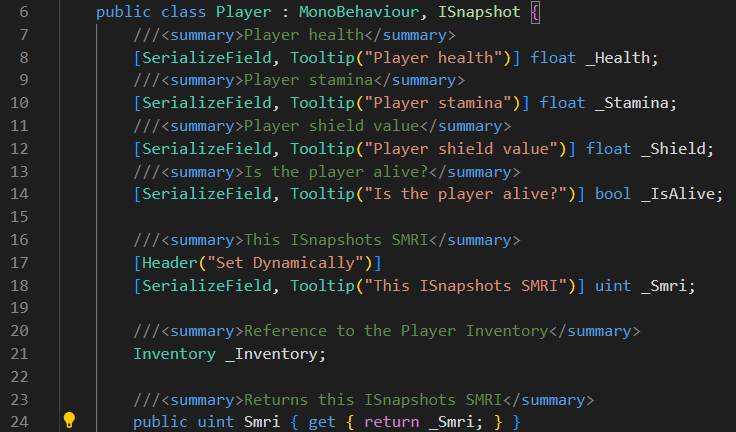 6 public class Player : MonoBehaviour, ISnapshot {
7 ///<summary>Player health</summary>
8 [SerializeField, Tooltip("Player health")] float _Health;
9 ///<summary>Player stamina</summary>
10 [SerializeField, Tooltip("Player stamina")] float _Stamina;
11 ///<summary>Player shield value</summary>
12 [SerializeField, Tooltip("Player shield value")] float _Shield;
13 ///<summary>Is the player alive?</summary>
14 [SerializeField, Tooltip("Is the player alive?")] bool _IsAlive;
15
16 ///<summary>This ISnapshots SMRI</summary>
17 [Header("Set Dynamically")]
18 [SerializeField, Tooltip("This ISnapshots SMRI")] uint _Smri;
19
20 ///<summary>Reference to the Player Inventory</summary>
21 Inventory _Inventory;
22
23 ///<summary>Returns this ISnapshots SMRI</summary>
24 public uint Smri { get { return _Smri; } }